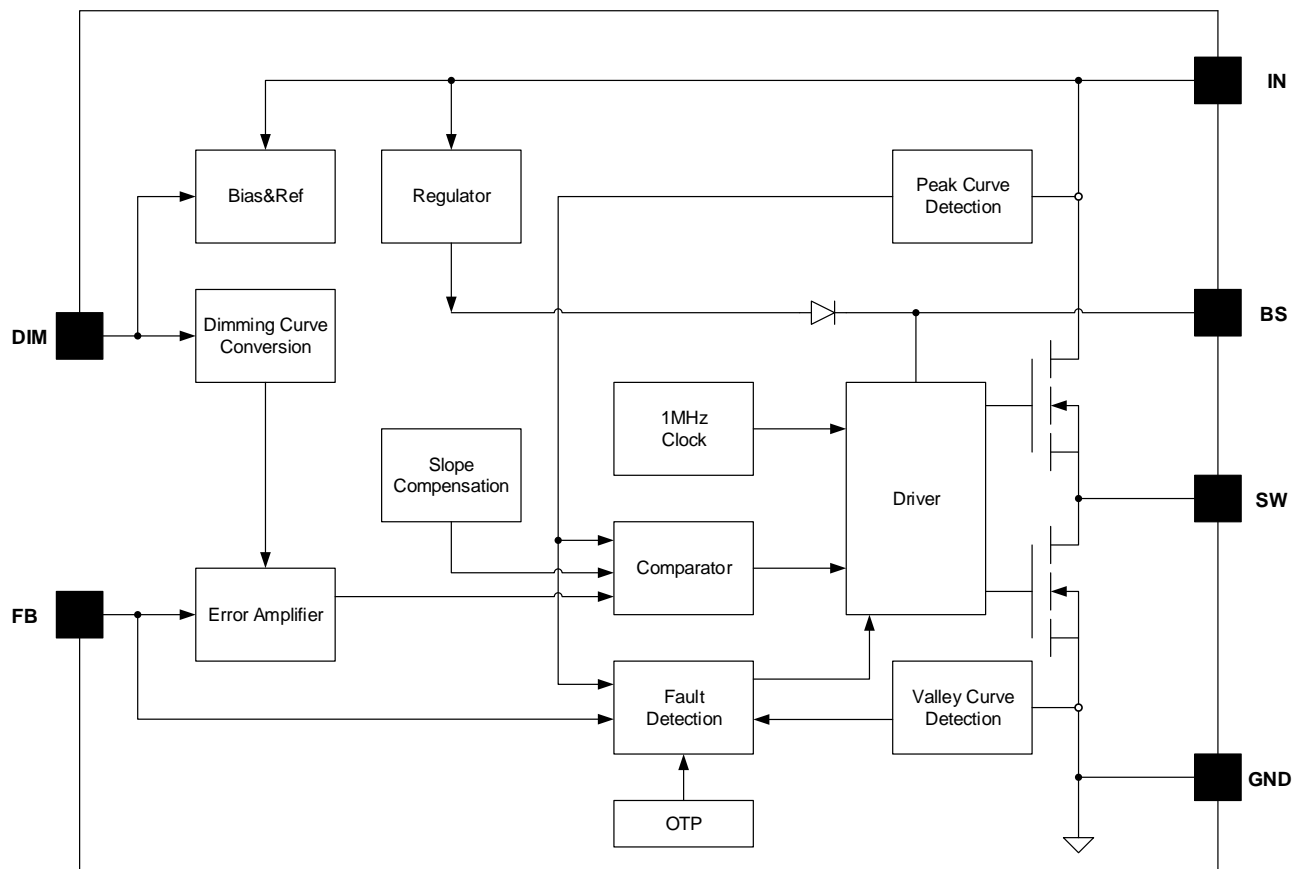 IN
Bias&Ref
Regulator
Peak Curve
Detection
DIM
Dimming Curve
Conversion
BS
1MHz
Clock
Slope
Compensation
Driver
SW
Comparator
FB
Error Amplifier
Fault
Detection
Valley Curve
Detection
GND
OTP